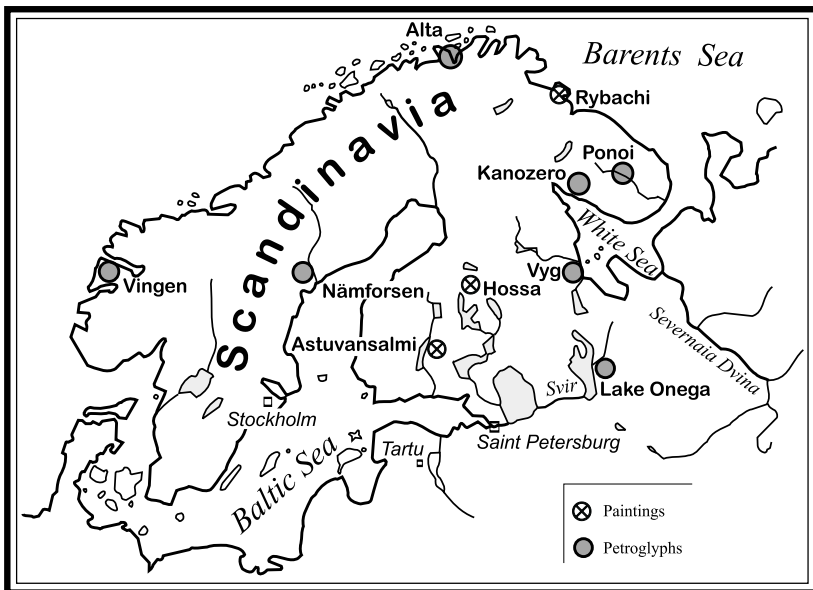 Alta
Barents Sea
Rybachi
Scandinavia
Ponoi
Kanozero
White Sea
Vingen
Nämforsen
Vyg
Hossa
Astuvansalmi
Severnaia Dvina
Svir
Lake Onega
Stockholm
Saint Petersburg
Tartu
Baltic Sea
Paintings
Petroglyphs